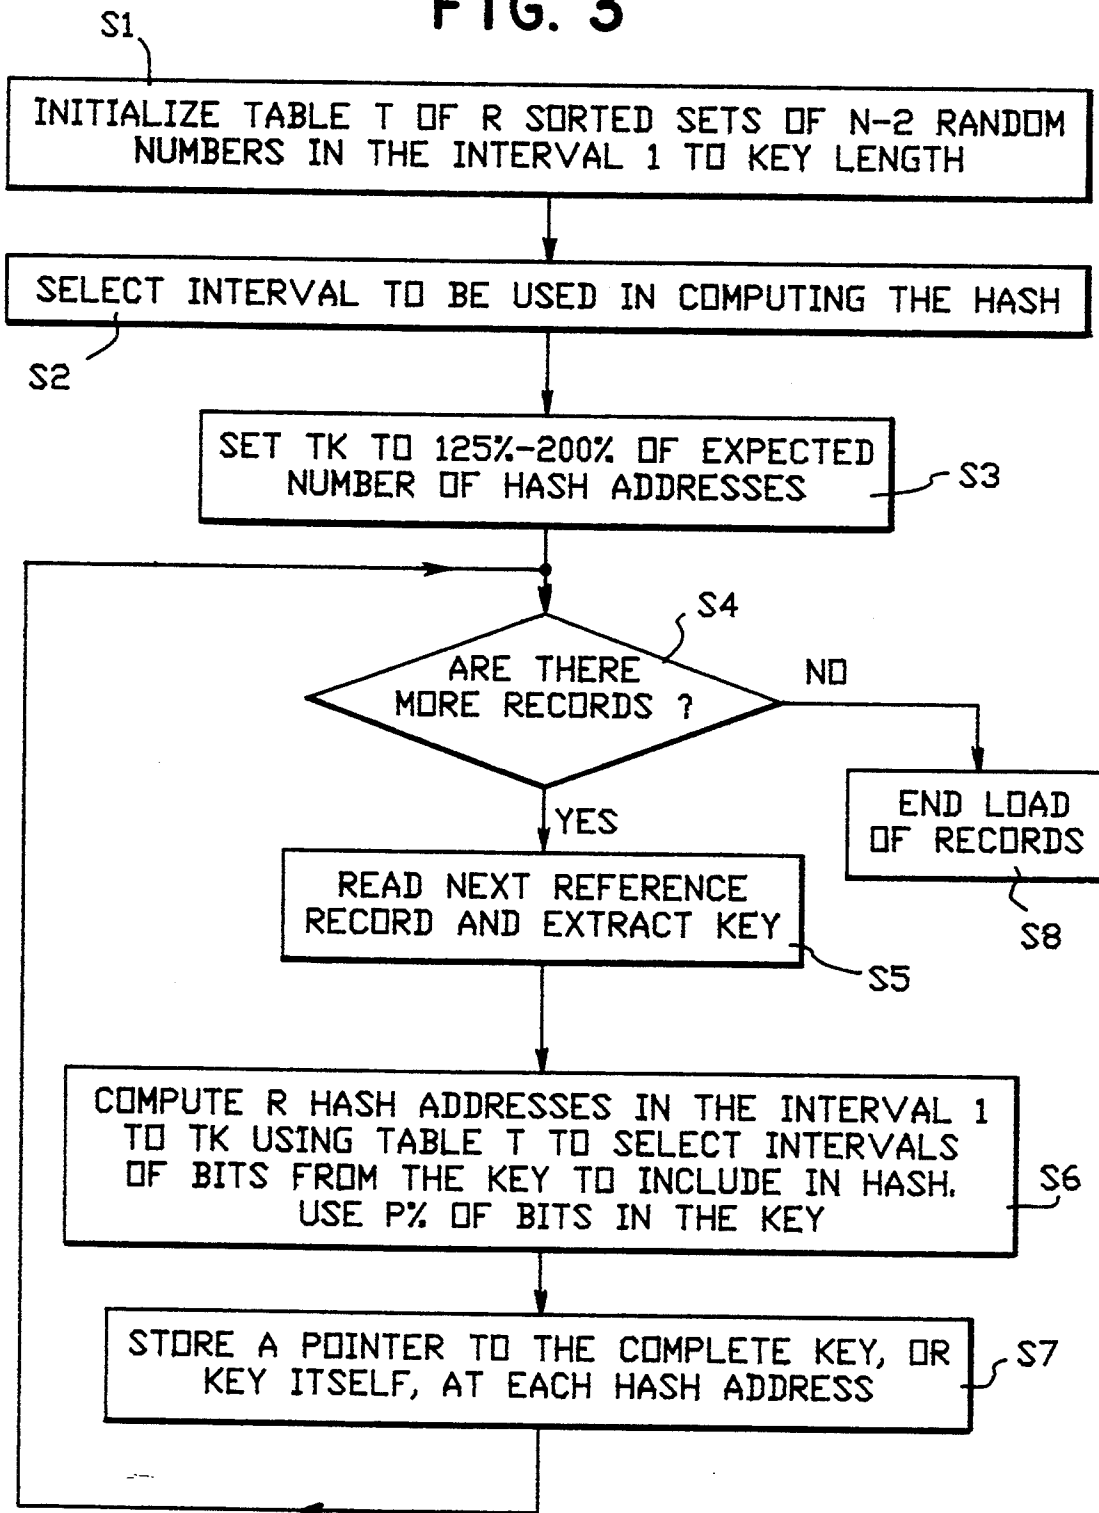 FIG. 3
S1
INITIALIZE TABLE T OF R SORTED SETS OF N-2 RANDOM
NUMBERS IN THE INTERVAL 1 TO KEY LENGTH
SELECT INTERVAL TO BE USED IN COMPUTING THE HASH
S2
SET TK TO 125%-200% OF EXPECTED
NUMBER OF HASH ADDRESSES
S3
S4
ARE THERE
MORE RECORDS ?
NO
YES
END LOAD
OF RECORDS
S8
READ NEXT REFERENCE
RECORD AND EXTRACT KEY
S5
COMPUTE R HASH ADDRESSES IN THE INTERVAL 1
TO TK USING TABLE T TO SELECT INTERVALS
OF BITS FROM THE KEY TO INCLUDE IN HASH.
USE P% OF BITS IN THE KEY
S6
STORE A POINTER TO THE COMPLETE KEY, OR
KEY ITSELF, AT EACH HASH ADDRESS
S7